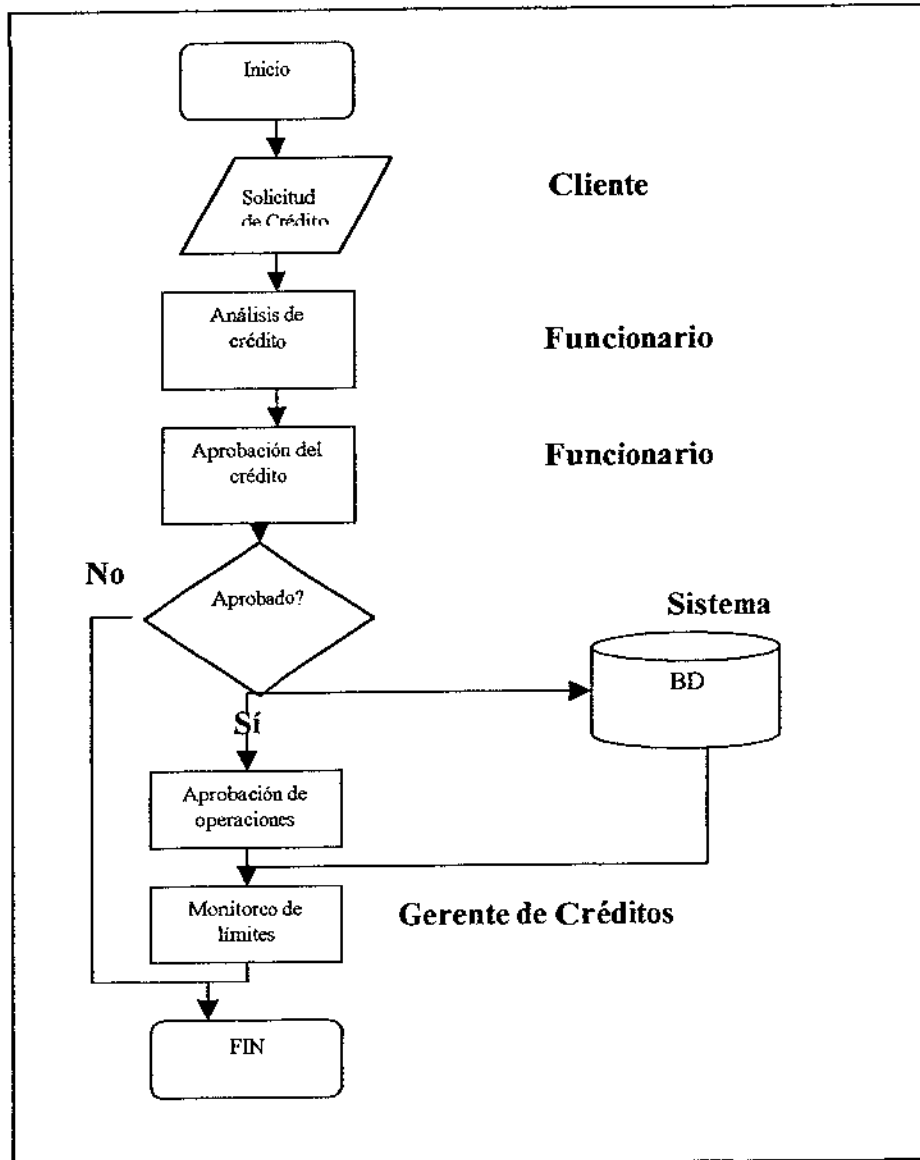 Inicio
Solicitud
de Crédito
Cliente
Análisis de
crédito
Funcionario
Aprobación del
crédito
Funcionario
No
Aprobado?
Sistema
BD
Sí
Aprobación de
operaciones
Monitoreo de
límites
Gerente de Créditos
FIN